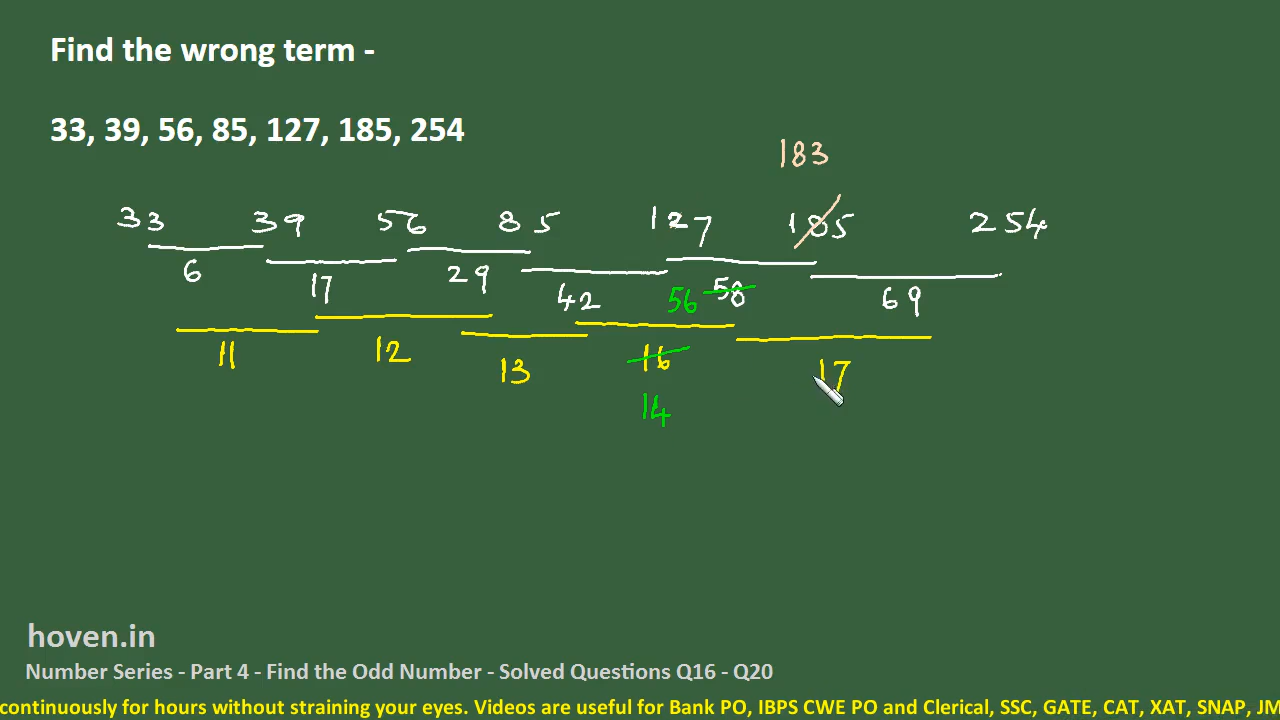 Find the wrong term -
33, 39, 56, 85, 127, 185, 254
183
33 39 56 85 127 185 254
6 17 29 42 56 58 69
11 12 13 16 17
14
hoven.in
Number Series - Part 4 - Find the Odd Number - Solved Questions Q16 - Q20
continuously for hours without straining your eyes. Videos are useful for Bank PO, IBPS CWE PO and Clerical, SSC, GATE, CAT, XAT, SNAP, JM